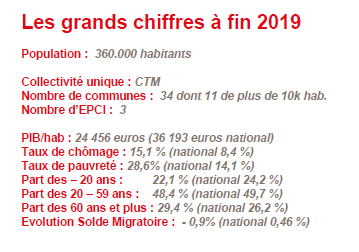 Les grands chiffres à fin 2019
Population : 360.000 habitants
Collectivité unique : CTM
Nombre de communes : 34 dont 11 de plus de 10k hab.
Nombre d'EPCI : 3
PIB/hab : 24 456 euros (36 193 euros national)
Taux de chômage : 15,1 % (national 8,4 %)
Taux de pauvreté : 28,6% (national 14,1 %)
Part des – 20 ans : 22,1 % (national 24,2 %)
Part des 20 – 59 ans : 48,4 % (national 49,7 %)
Part des 60 ans et plus : 29,4 % (national 26,2 %)
Evolution Solde Migratoire : - 0,9% (national 0,46 %)